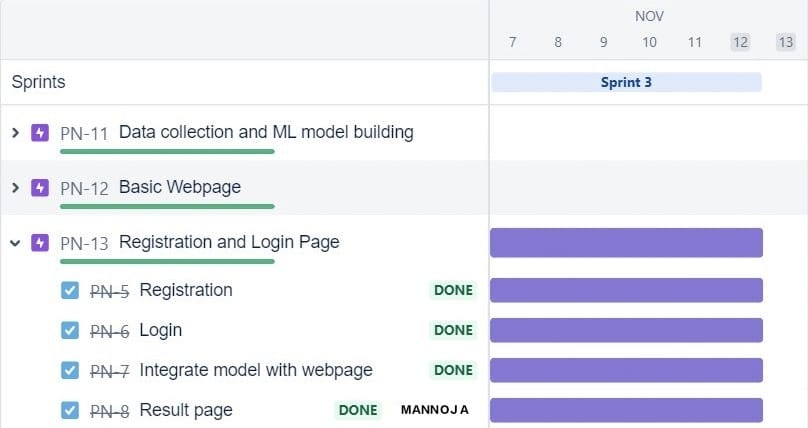 NOV
7 8 9 10 11 12 13
Sprints Sprint 3
PN-11 Data collection and ML model building
PN-12 Basic Webpage
PN-13 Registration and Login Page
PN-5 Registration DONE
PN-6 Login DONE
PN-7 Integrate model with webpage DONE
PN-8 Result page DONE MANNOJA